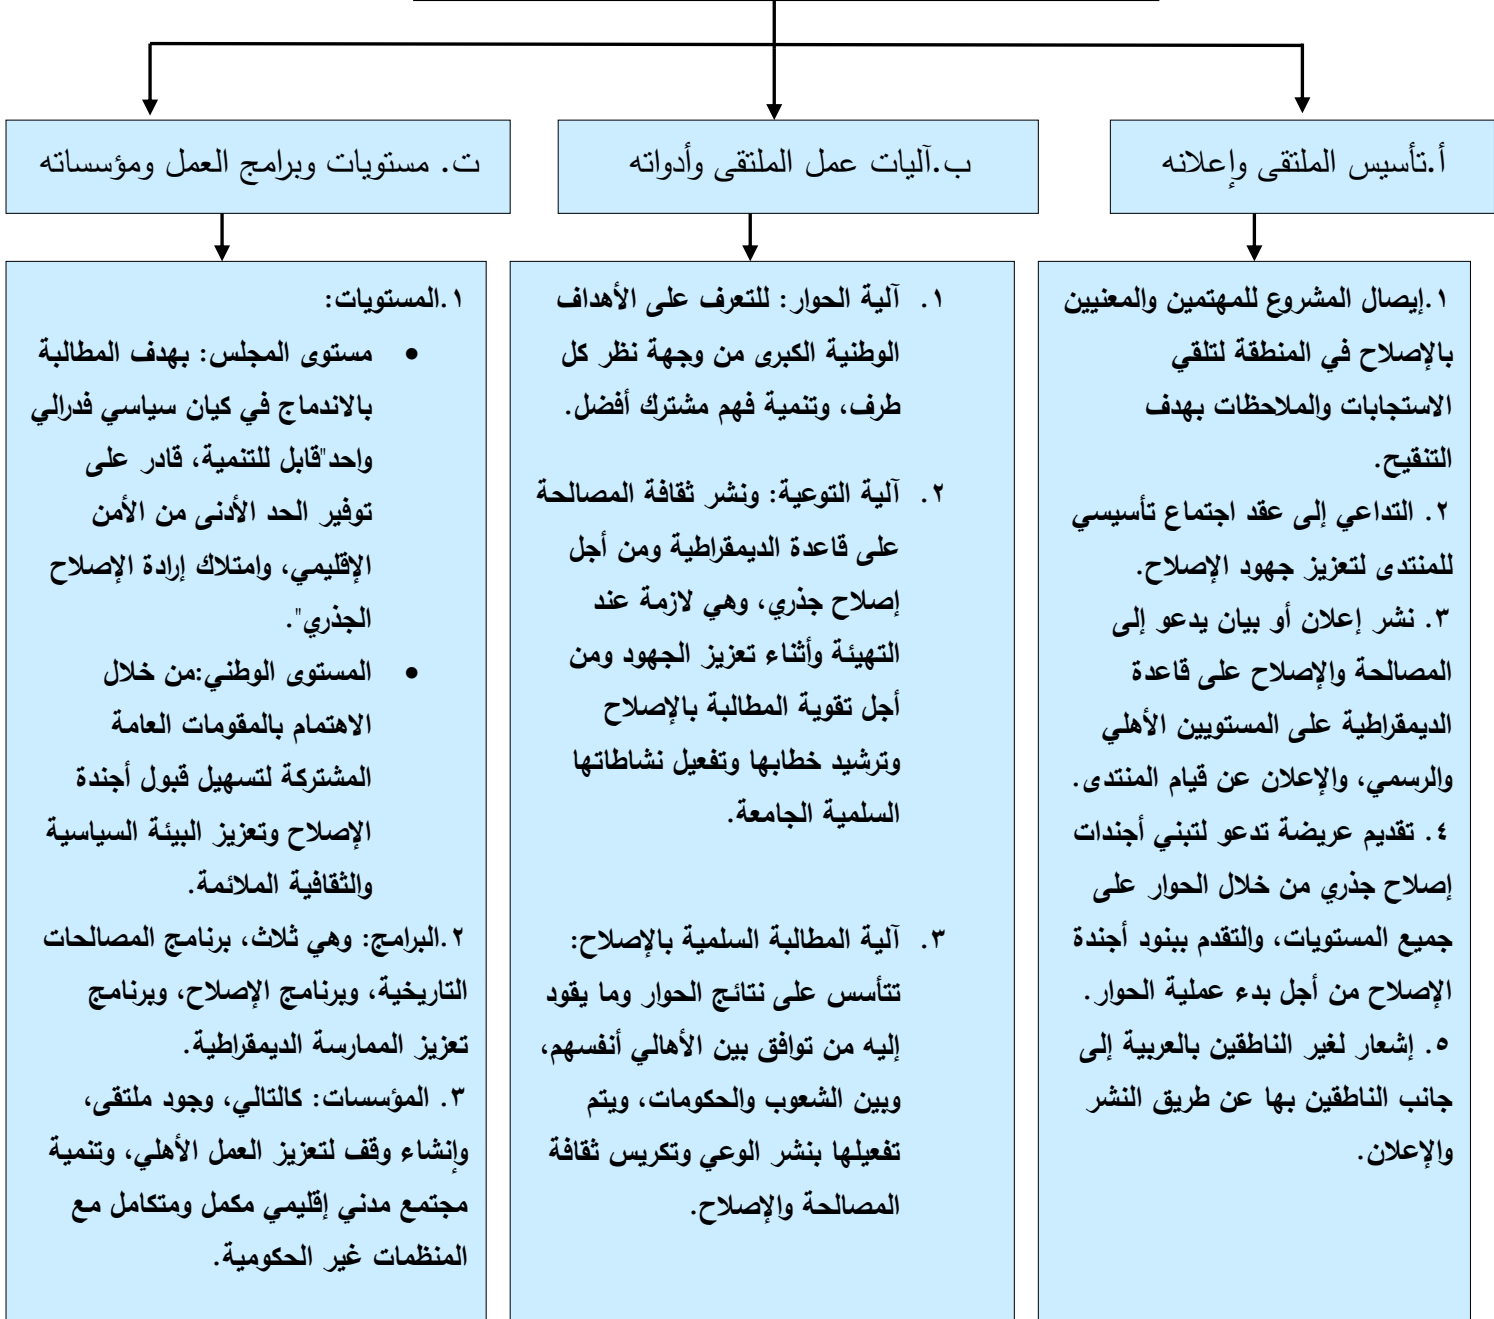 أ.تأسيس الملتقى وإعلانه
ب.آليات عمل الملتقى وأدواته
ت. مستويات وبرامج العمل ومؤسساته
١.إيصال المشروع للمهتمين والمعنيين
بالإصلاح في المنطقة لتلقي
الاستجابات والملاحظات بهدف
التنقيح.
٢. التداعي إلى عقد اجتماع تأسيسي
للمنتدى لتعزيز جهود الإصلاح.
٣. نشر إعلان أو بيان يدعو إلى
المصالحة والإصلاح على قاعدة
الديمقراطية على المستويين الأهلي
والرسمي، والإعلان عن قيام المنتدى.
٤. تقديم عريضة تدعو لتبني أجندات
إصلاح جذري من خلال الحوار على
جميع المستويات، والتقدم ببنود أجندة
الإصلاح من أجل بدء عملية الحوار.
٥. إشعار لغير الناطقين بالعربية إلى
جانب الناطقين بها عن طريق النشر
والإعلان.
١. آلية الحوار: للتعرف على الأهداف
الوطنية الكبرى من وجهة نظر كل
طرف، وتنمية فهم مشترك أفضل.
٢. آلية التوعية: ونشر ثقافة المصالحة
على قاعدة الديمقراطية ومن أجل
إصلاح جذري، وهي لازمة عند
التهيئة وأثناء تعزيز الجهود ومن
أجل تقوية المطالبة بالإصلاح
وترشيد خطابها وتفعيل نشاطاتها
السلمية الجامعة.
٣. آلية المطالبة السلمية بالإصلاح:
تتأسس على نتائج الحوار وما يقود
إليه من توافق بين الأهالي أنفسهم،
وبين الشعوب والحكومات، ويتم
تفعيلها بنشر الوعي وتكريس ثقافة
المصالحة والإصلاح.
١.المستويات:
• مستوى المجلس: بهدف المطالبة
بالاندماج في كيان سياسي فدرالي
واحد"قابل للتنمية، قادر على
توفير الحد الأدنى من الأمن
الإقليمي، وامتلاك إرادة الإصلاح
الجذري".
• المستوى الوطني:من خلال
الاهتمام بالمقومات العامة
المشتركة لتسهيل قبول أجندة
الإصلاح وتعزيز البيئة السياسية
والثقافية الملائمة.
٢.البرامج: وهي ثلاث، برنامج المصالحات
التاريخية، وبرنامج الإصلاح، وبرنامج
تعزيز الممارسة الديمقراطية.
٣. المؤسسات: كالتالي، وجود ملتقى،
وإنشاء وقف لتعزيز العمل الأهلي، وتنمية
مجتمع مدني إقليمي مكمل ومتكامل مع
المنظمات غير الحكومية.